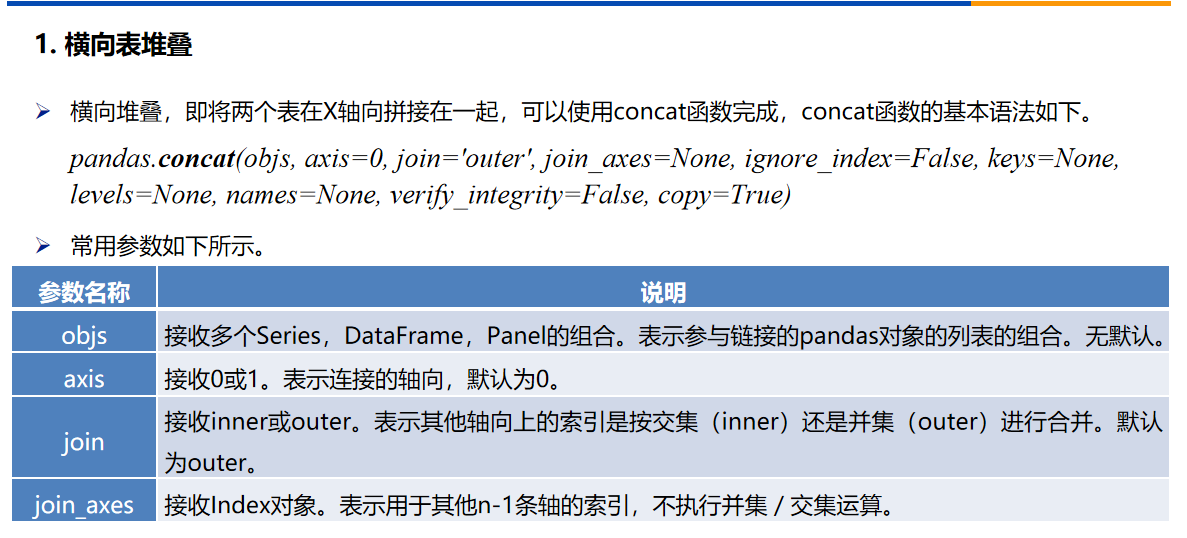 1. 横向表堆叠
横向堆叠，即将两个表在X轴向拼接在一起，可以使用concat函数完成，concat函数的基本语法如下。
pandas.concat(objs, axis=0, join='outer', join_axes=None, ignore_index=False, keys=None,
levels=None, names=None, verify_integrity=False, copy=True)
常用参数如下所示。
参数名称 说明
objs 接收多个Series，DataFrame，Panel的组合。表示参与链接的pandas对象的列表的组合。无默认。
axis 接收0或1。表示连接的轴向，默认为0。
join 接收inner或outer。表示其他轴向上的索引是按交集（inner）还是并集（outer）进行合并。默认
为outer。
join_axes 接收Index对象。表示用于其他n-1条轴的索引，不执行并集 / 交集运算。